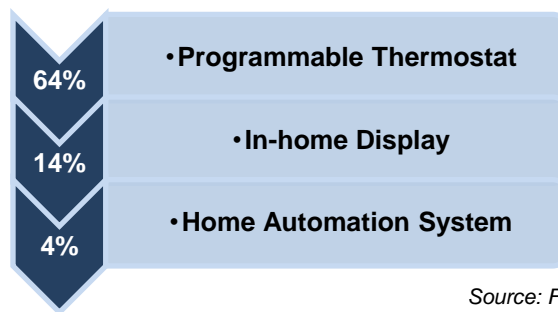 64%
•Programmable Thermostat
14%
•In-home Display
4%
•Home Automation System
Source: